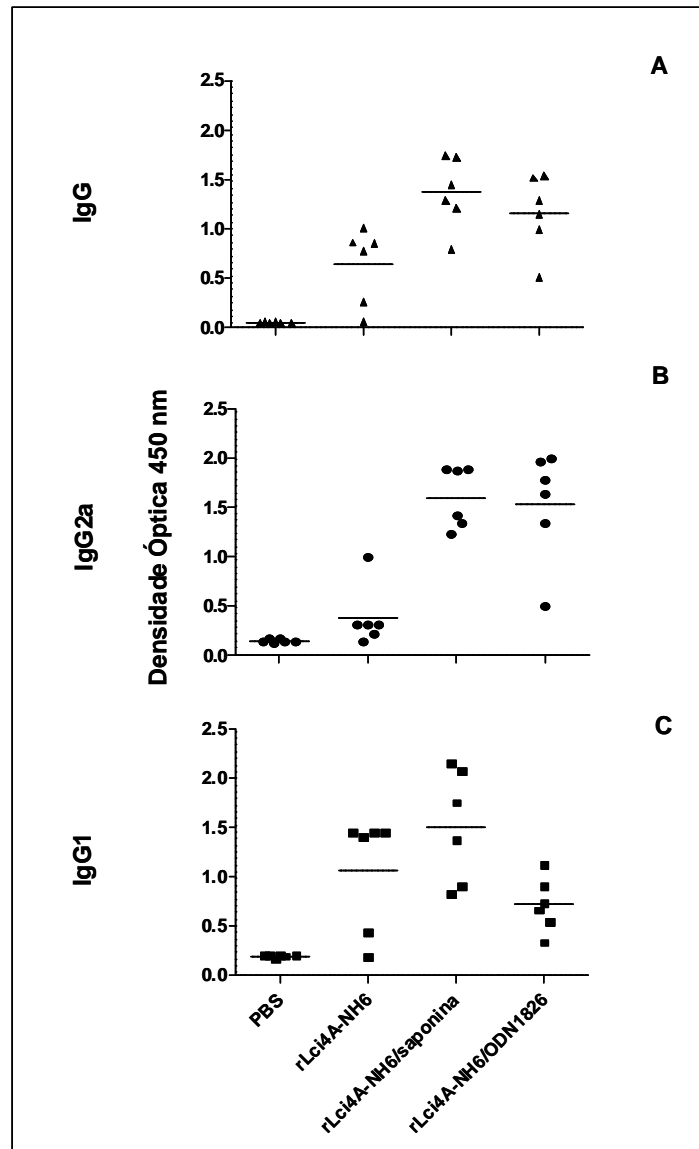 A
IgG
2.5
2.0
1.5
1.0
0.5
0.0
B
IgG2a
Densidade Óptica 450 nm
2.5
2.0
1.5
1.0
0.5
0.0
C
IgG1
2.5
2.0
1.5
1.0
0.5
0.0
PBS
rLci4A-NH6
rLci4A-NH6/saponina
rLci4A-NH6/ODN1826